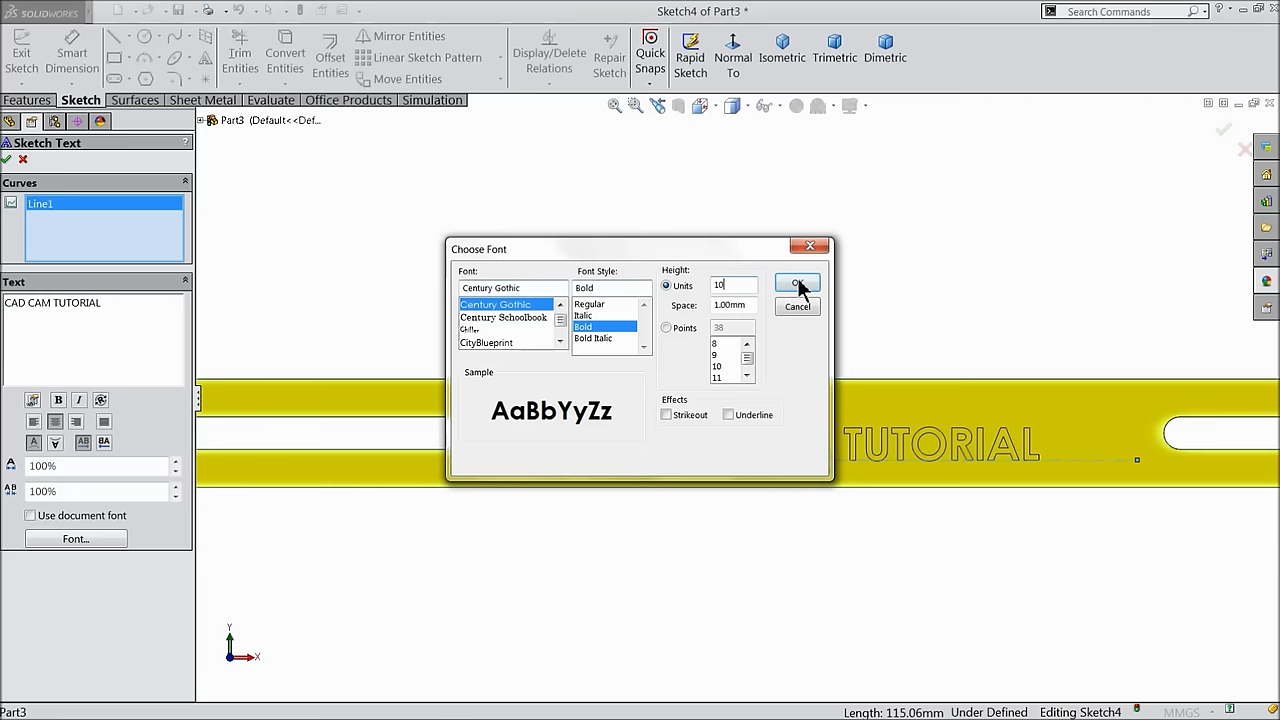 SOLIDWORKS
Sketch4 of Part3 *
Search Commands
Exit Sketch
Smart Dimension
Trim Entities
Convert Entities
Offset Entities
Mirror Entities
Linear Sketch Pattern
Move Entities
Display/Delete Relations
Repair Sketch
Quick Snaps
Rapid Sketch
Normal To
Isometric
Trimetric
Dimetric
Features Sketch Surfaces Sheet Metal Evaluate Office Products Simulation
Part3 (Default<<Def...
Sketch Text
?
Curves
Line1
Text
CAD CAM TUTORIAL
B I
A
AB
100%
AB
100%
Use document font
Font...
Choose Font
Font:
Century Gothic
Century Gothic
Century Schoolbook
Chiller
CityBlueprint
Font Style:
Bold
Regular
Italic
Bold
Bold Italic
Height:
Units 10
Space: 1.00mm
Points 38
8
9
10
11
OK
Cancel
Sample
AaBbYyZz
Effects
Strikeout Underline
TUTORIAL
Y
X
Part3
Length: 115.06mm Under Defined Editing Sketch4 MMGS